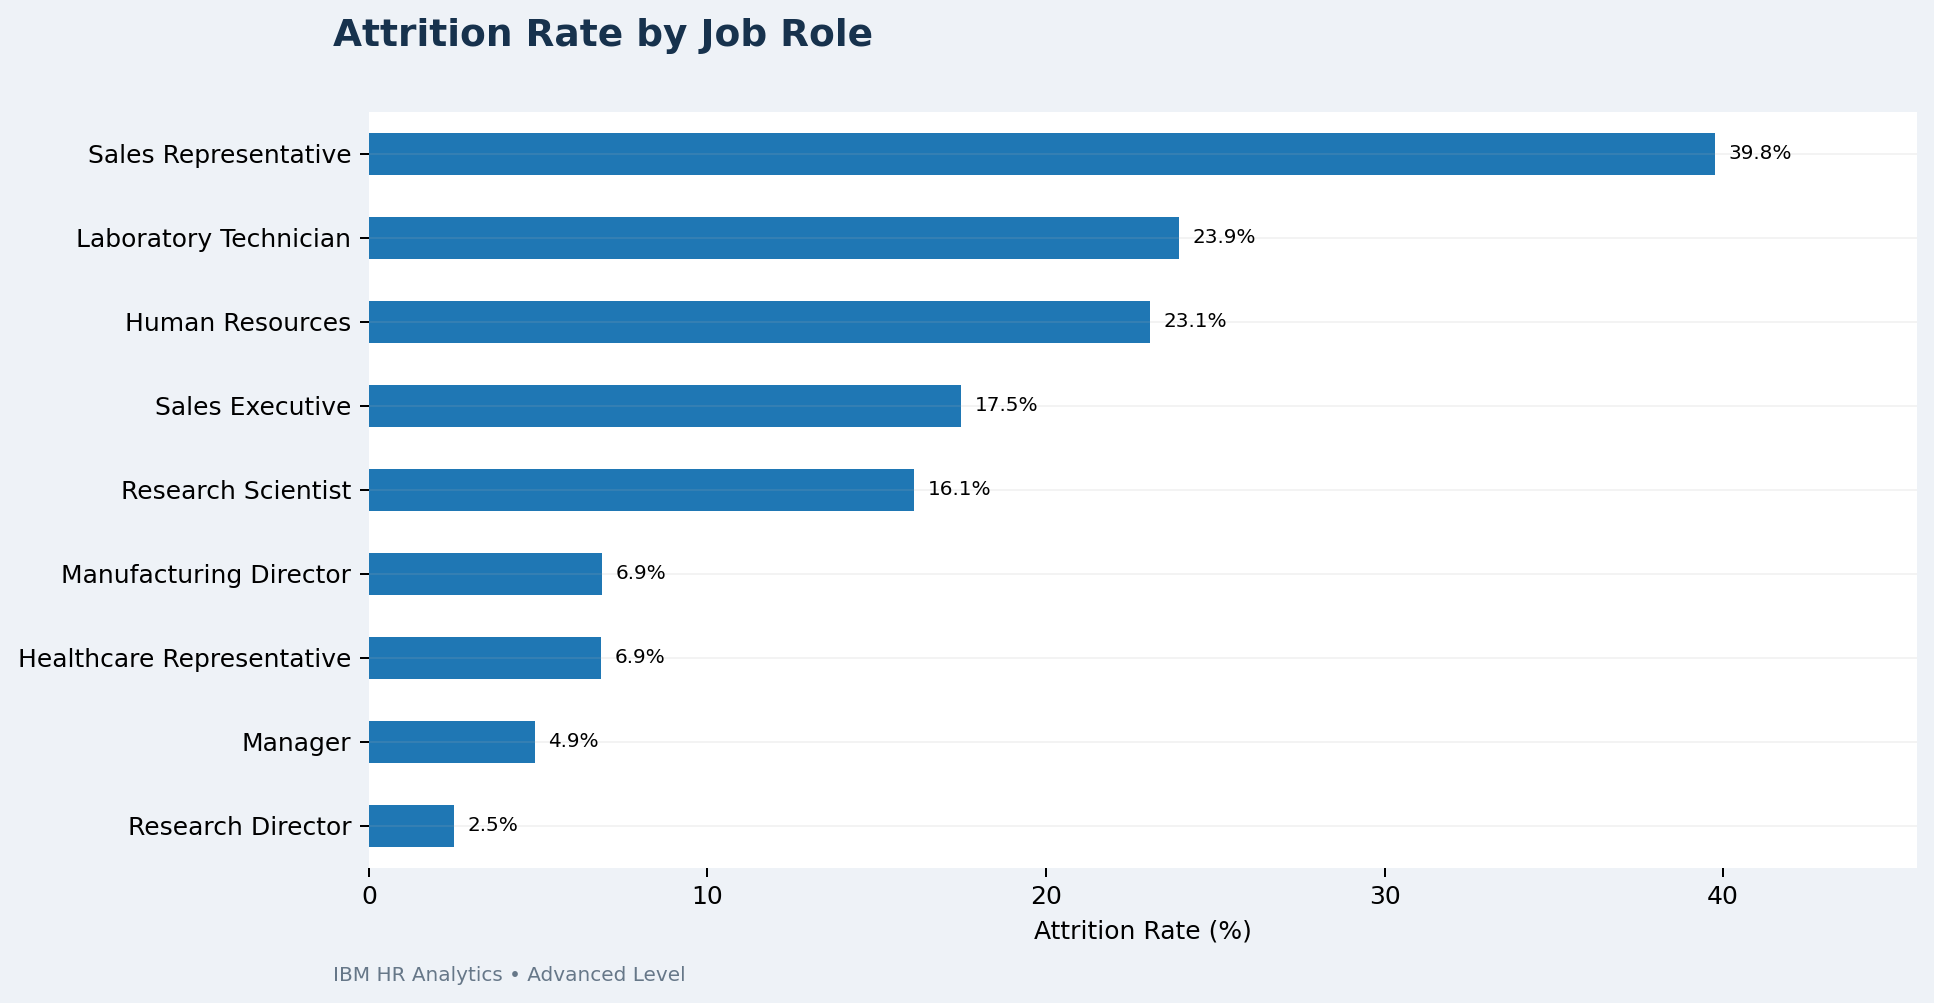 Attrition Rate by Job Role
Sales Representative 39.8%
Laboratory Technician 23.9%
Human Resources 23.1%
Sales Executive 17.5%
Research Scientist 16.1%
Manufacturing Director 6.9%
Healthcare Representative 6.9%
Manager 4.9%
Research Director 2.5%
0 10 20 30 40
Attrition Rate (%)
IBM HR Analytics • Advanced Level